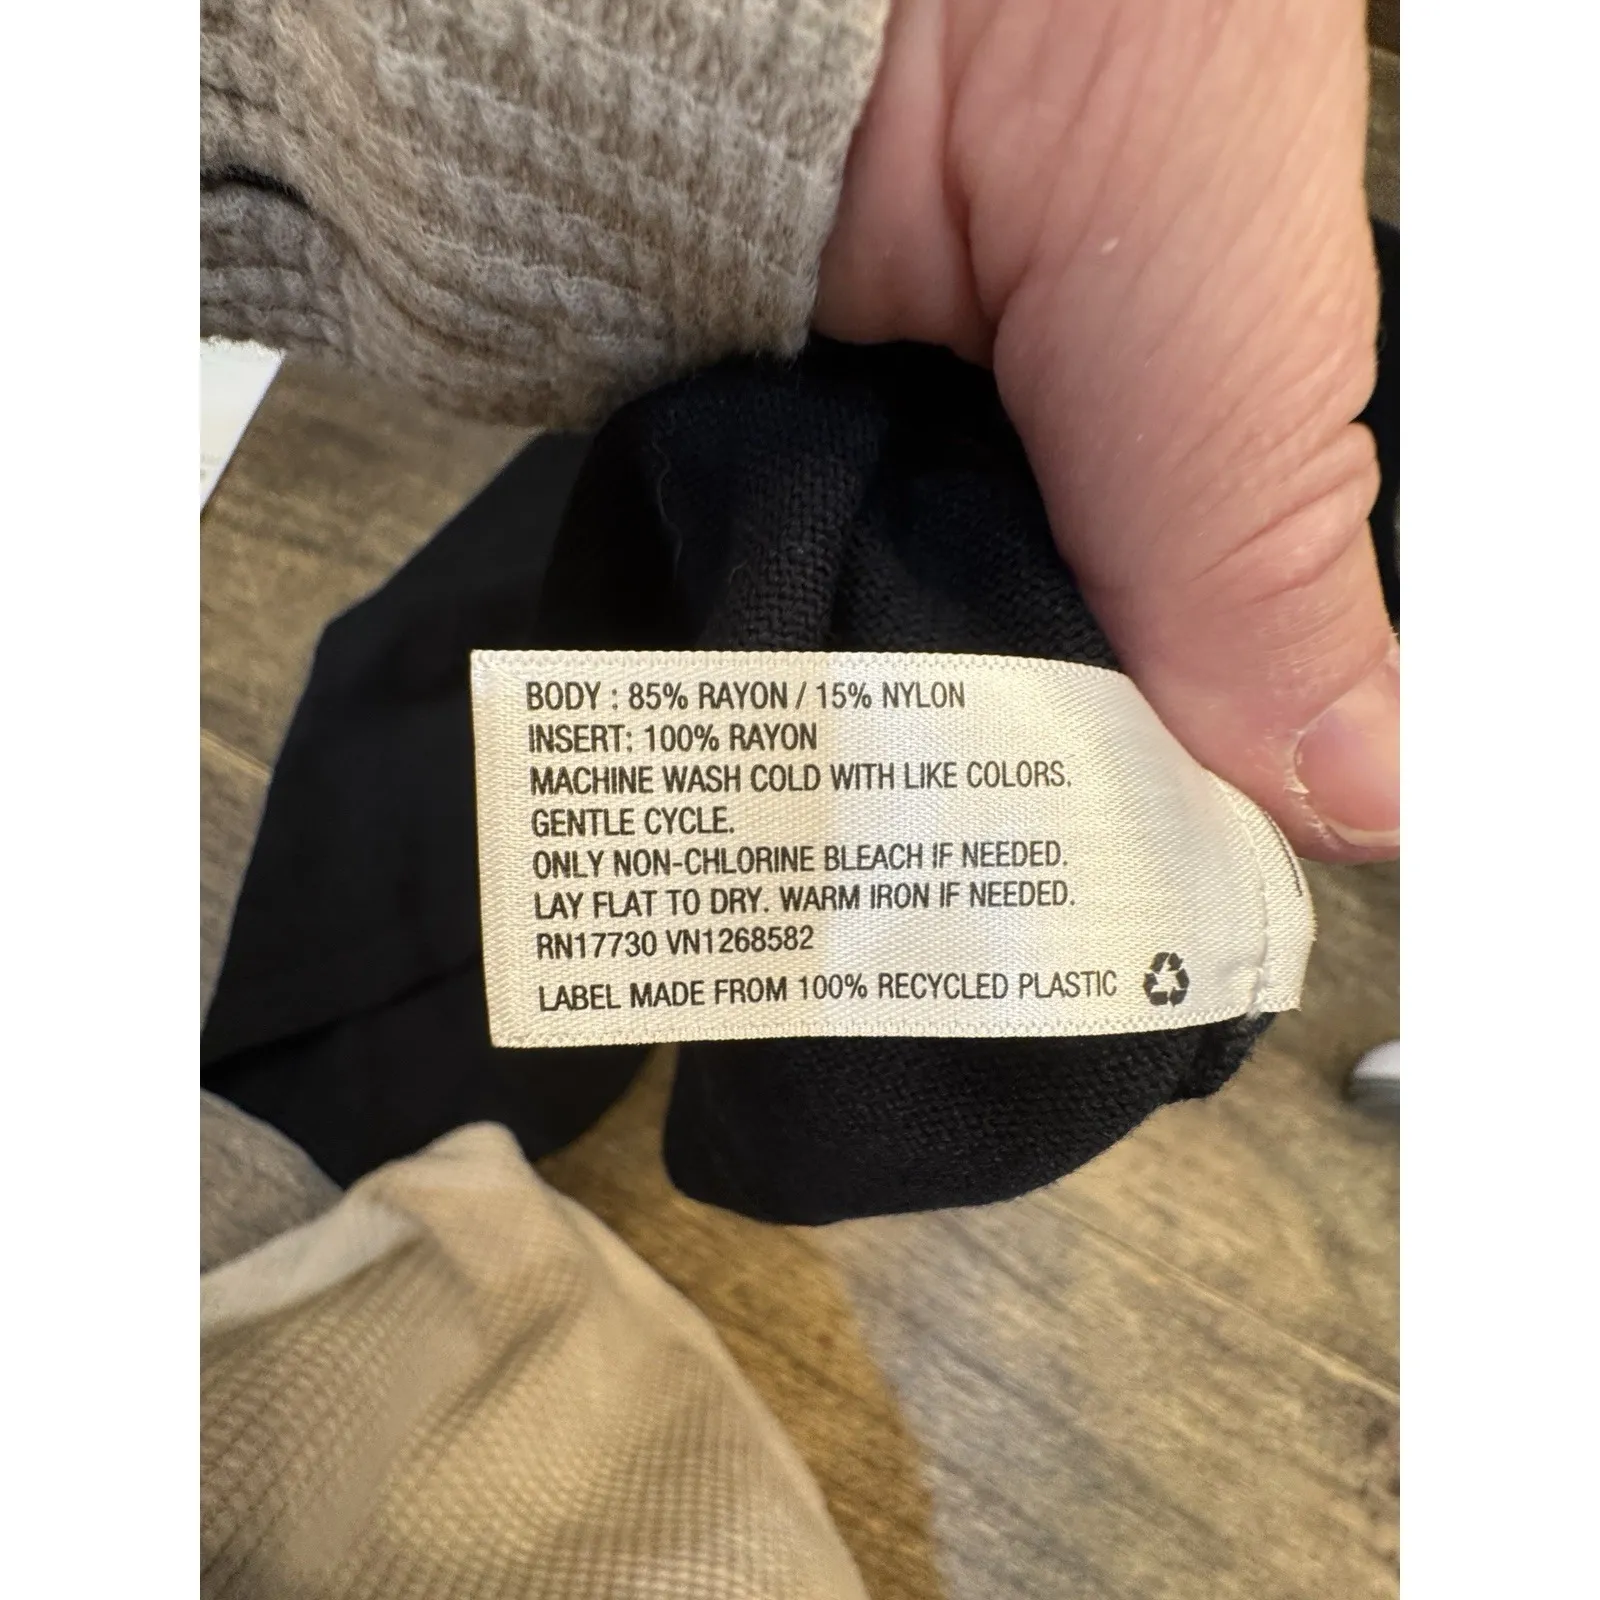 BODY : 85% RAYON / 15% NYLON
INSERT: 100% RAYON
MACHINE WASH COLD WITH LIKE COLORS.
GENTLE CYCLE.
ONLY NON-CHLORINE BLEACH IF NEEDED.
LAY FLAT TO DRY. WARM IRON IF NEEDED.
RN17730 VN1268582
LABEL MADE FROM 100% RECYCLED PLASTIC